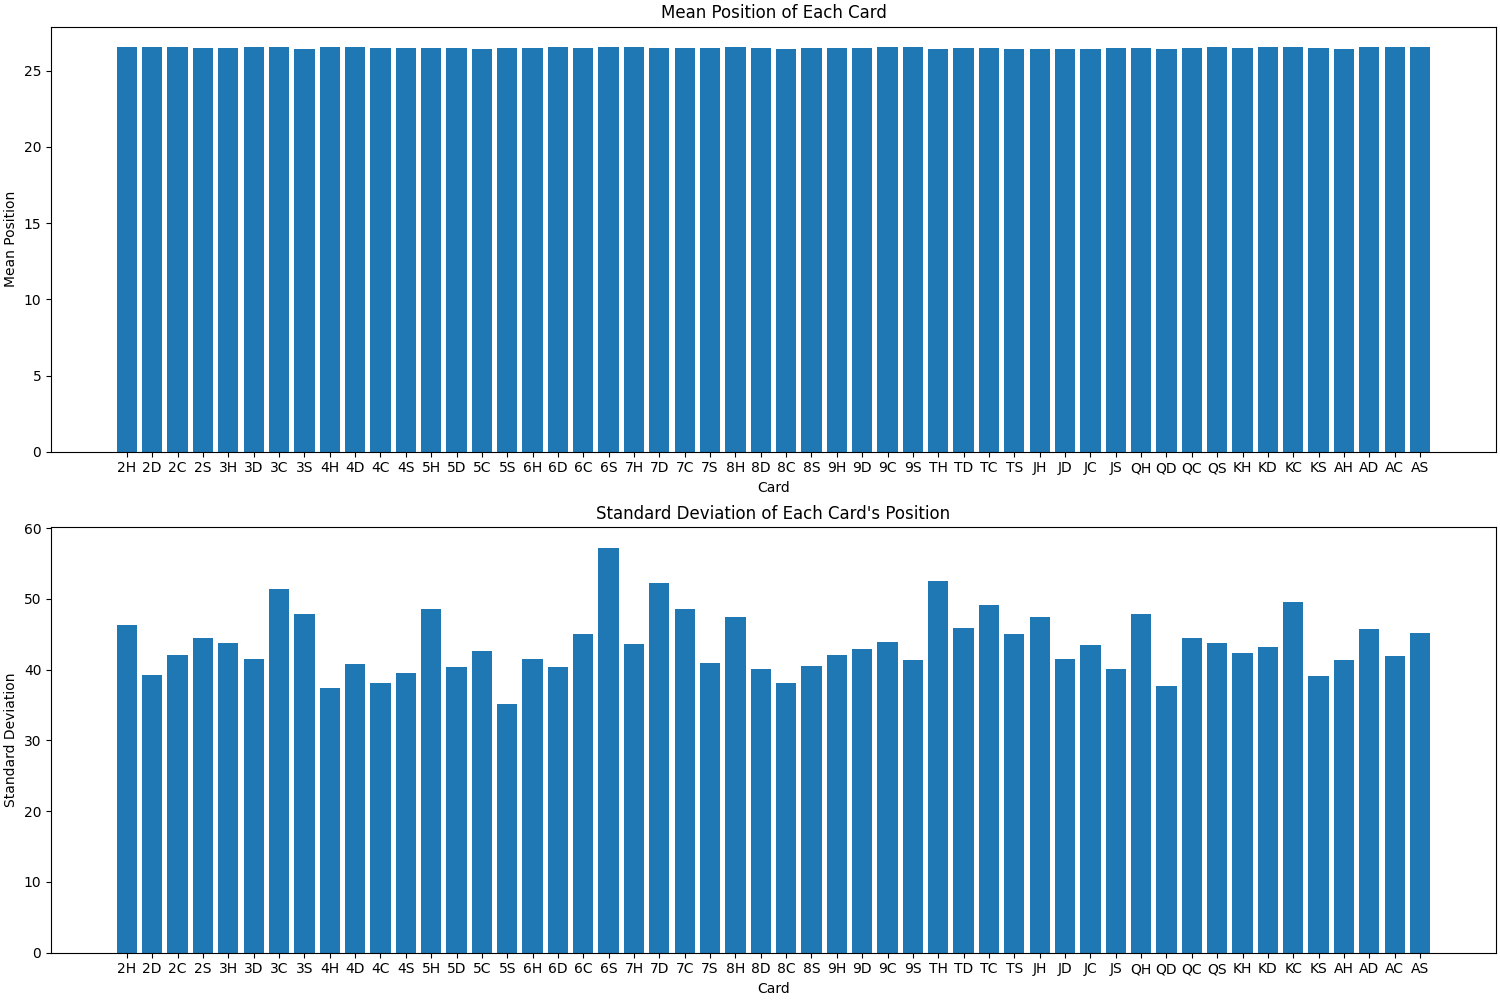 Mean Position of Each Card
Mean Position
25
20
15
10
5
0
2H 2D 2C 2S 3H 3D 3C 3S 4H 4D 4C 4S 5H 5D 5C 5S 6H 6D 6C 6S 7H 7D 7C 7S 8H 8D 8C 8S 9H 9D 9C 9S TH TD TC TS JH JD JC JS QH QD QC QS KH KD KC KS AH AD AC AS
Card
Standard Deviation of Each Card's Position
Standard Deviation
60
50
40
30
20
10
0
2H 2D 2C 2S 3H 3D 3C 3S 4H 4D 4C 4S 5H 5D 5C 5S 6H 6D 6C 6S 7H 7D 7C 7S 8H 8D 8C 8S 9H 9D 9C 9S TH TD TC TS JH JD JC JS QH QD QC QS KH KD KC KS AH AD AC AS
Card